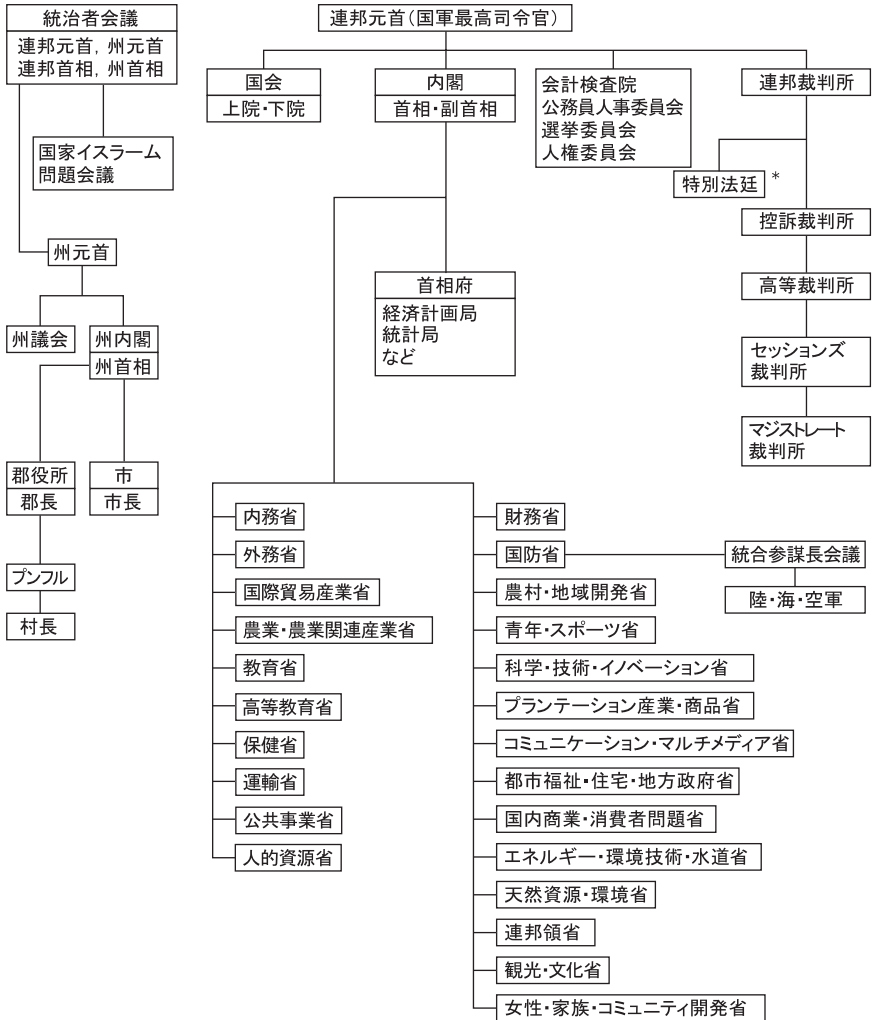 統治者会議
連邦元首, 州元首
連邦首相, 州首相
国家イスラーム
問題会議
州元首
州議会
州内閣
州首相
郡役所
郡長
市
市長
プンフル
村長
連邦元首(国軍最高司令官)
国会
上院・下院
内閣
首相・副首相
会計検査院
公務員人事委員会
選挙委員会
人権委員会
連邦裁判所
特別法廷 *
控訴裁判所
高等裁判所
セッションズ
裁判所
マジストレート
裁判所
首相府
経済計画局
統計局
など
内務省
外務省
国際貿易産業省
農業・農業関連産業省
教育省
高等教育省
保健省
運輸省
公共事業省
人的資源省
財務省
国防省
統合参謀長会議
陸・海・空軍
農村・地域開発省
青年・スポーツ省
科学・技術・イノベーション省
プランテーション産業・商品省
コミュニケーション・マルチメディア省
都市福祉・住宅・地方政府省
国内商業・消費者問題省
エネルギー・環境技術・水道省
天然資源・環境省
連邦領省
観光・文化省
女性・家族・コミュニティ開発省